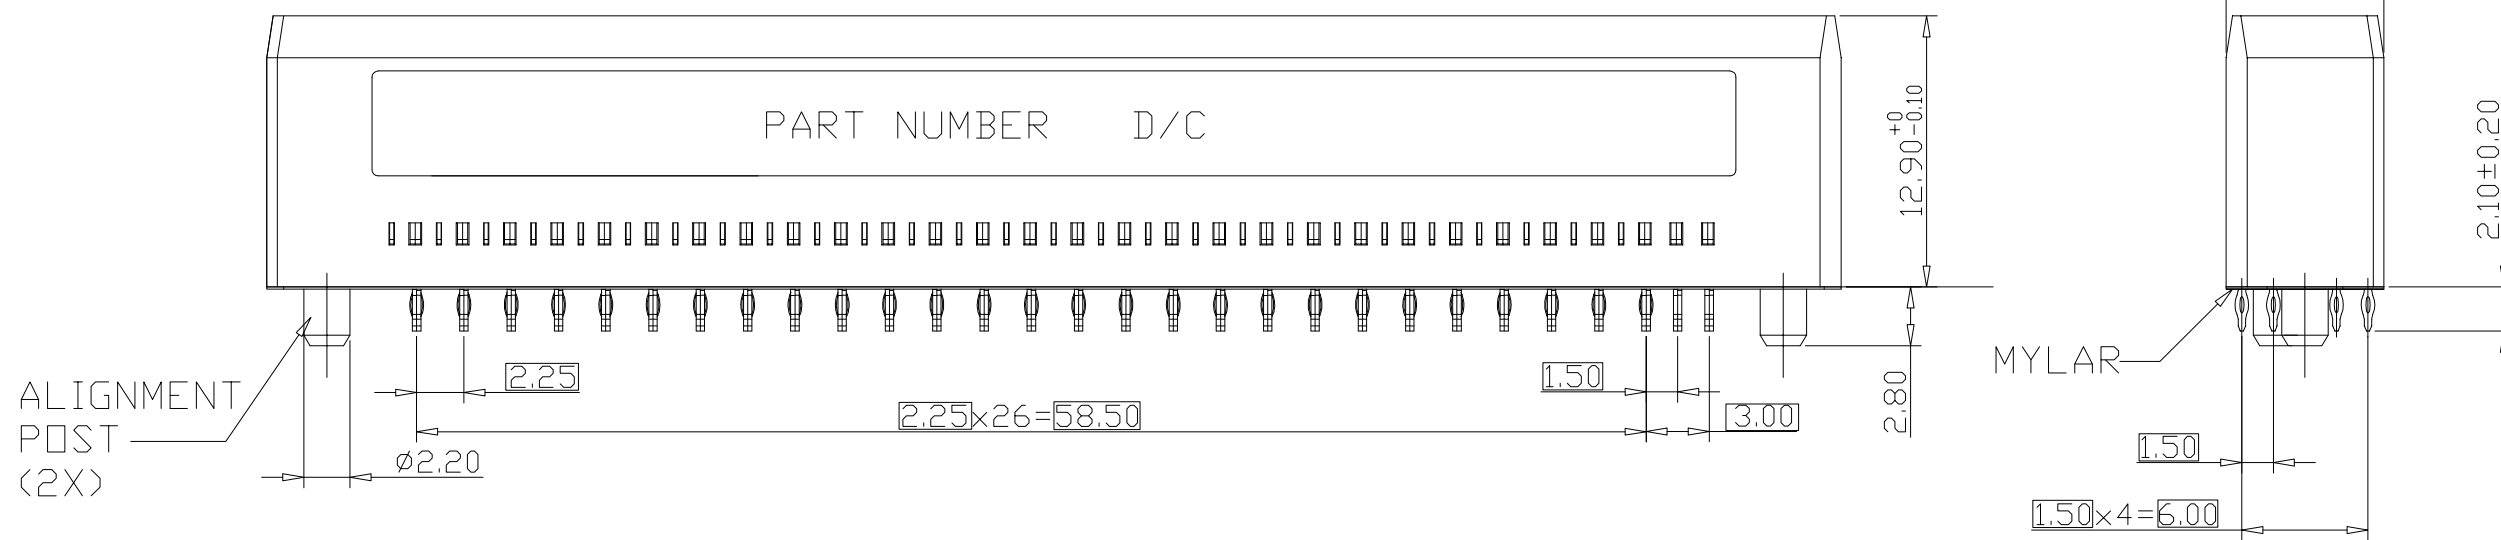 PART NUMBER D/C
12.90 +0 -0.10
2.10±0.20
ALIGNMENT
POST
(2X)
MYLAR
2.25
1.50
2.25x26=58.50
3.00
2.80
ø2.20
1.50
1.50x4=6.00